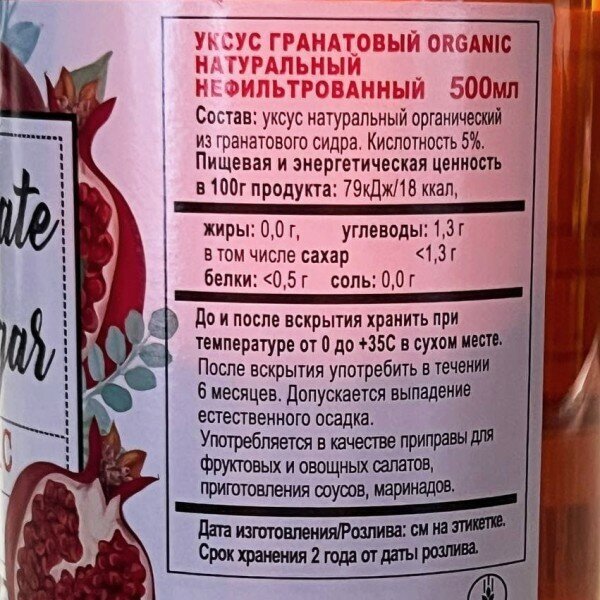 УКСУС ГРАНАТОВЫЙ ORGANIC
НАТУРАЛЬНЫЙ
НЕФИЛЬТРОВАННЫЙ 500МЛ
Состав: уксус натуральный органический
из гранатового сидра. Кислотность 5%.
Пищевая и энергетическая ценность
в 100г продукта: 79кДж/18 ккал,
жиры: 0,0 г, углеводы: 1,3 г
в том числе сахар <1,3 г
белки: <0,5 г соль: 0,0 г
До и после вскрытия хранить при
температуре от 0 до +35С в сухом месте.
После вскрытия употребить в течении
6 месяцев. Допускается выпадение
естественного осадка.
Употребляется в качестве приправы для
фруктовых и овощных салатов,
приготовления соусов, маринадов.
Дата изготовления/Розлива: см на этикетке.
Срок хранения 2 года от даты розлива.
ate
gar
C